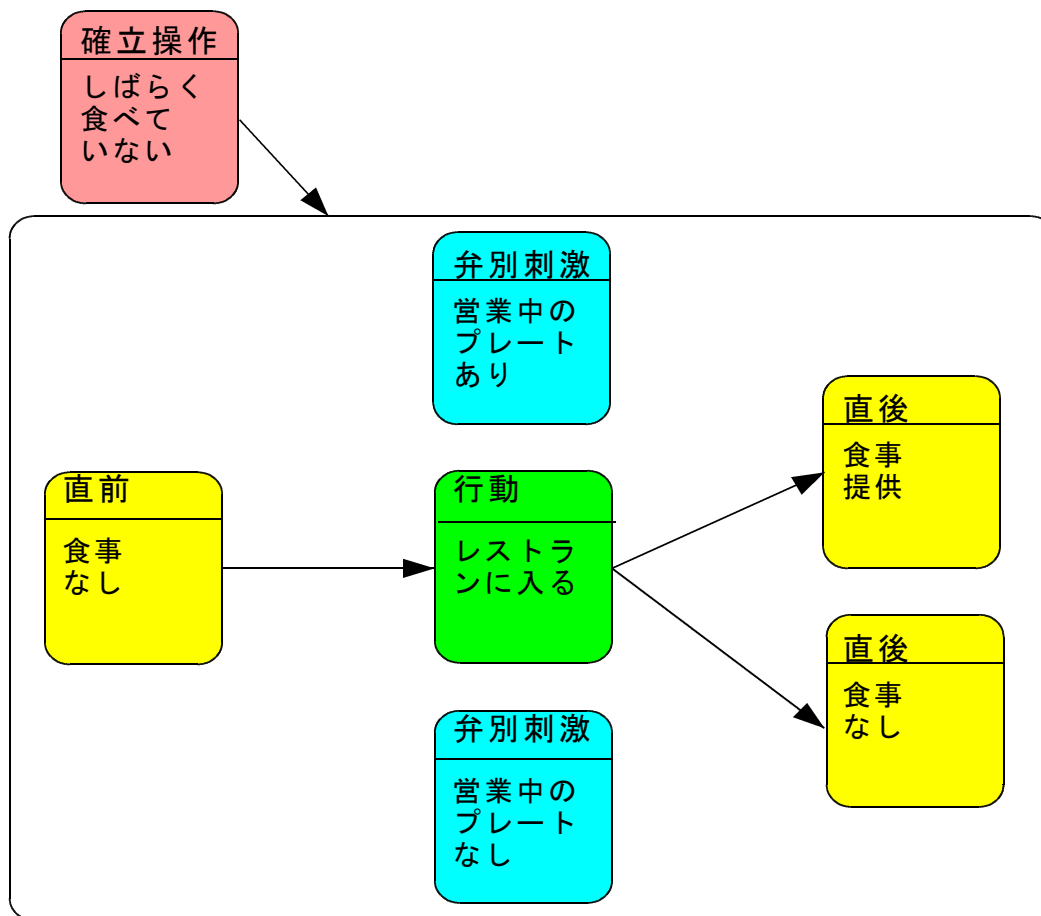 確立操作
しばらく
食べて
いない
弁別刺激
営業中の
プレート
あり
直前
食事
なし
行動
レストラ
ンに入る
直後
食事
提供
直後
食事
なし
弁別刺激
営業中の
プレート
なし